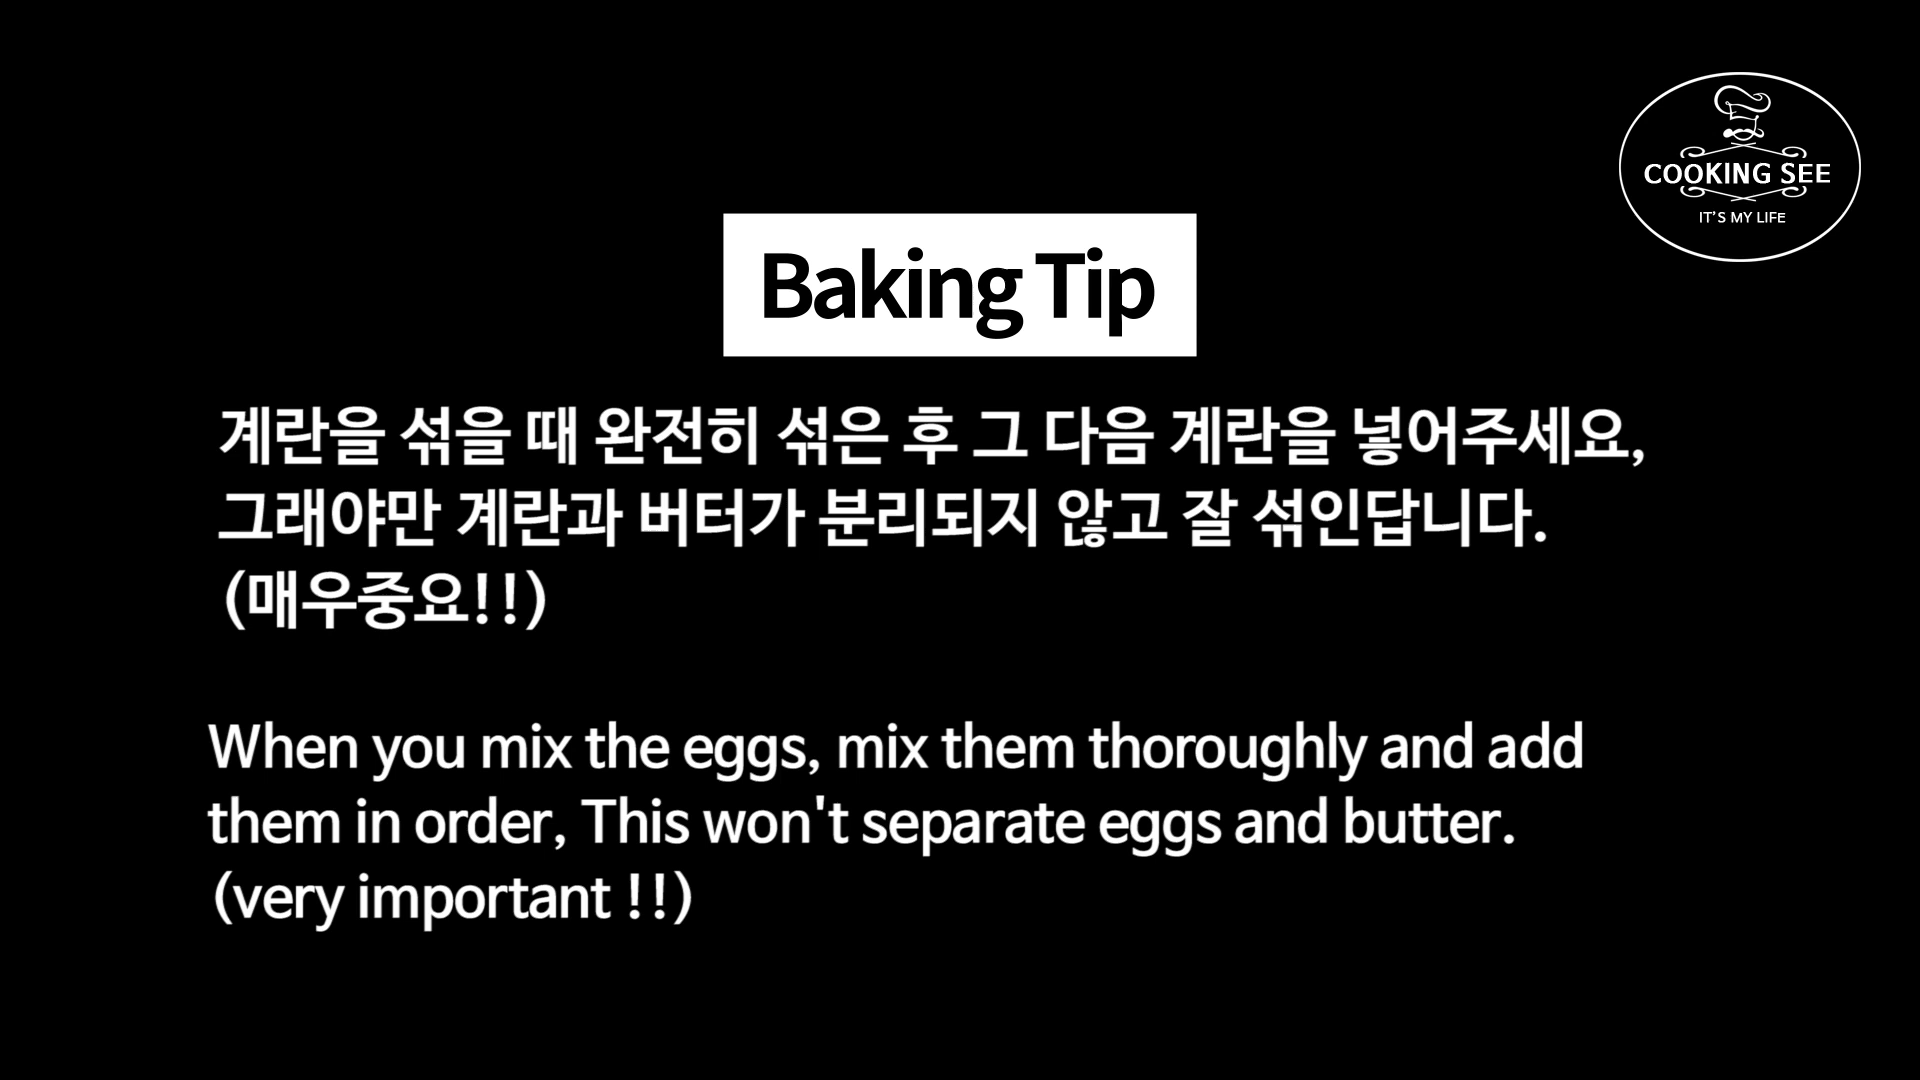 COOKING SEE
IT'S MY LIFE
Baking Tip
계란을 섞을 때 완전히 섞은 후 그 다음 계란을 넣어주세요,
그래야만 계란과 버터가 분리되지 않고 잘 섞인답니다.
(매우중요!!)
When you mix the eggs, mix them thoroughly and add
them in order, This won't separate eggs and butter.
(very important !!)